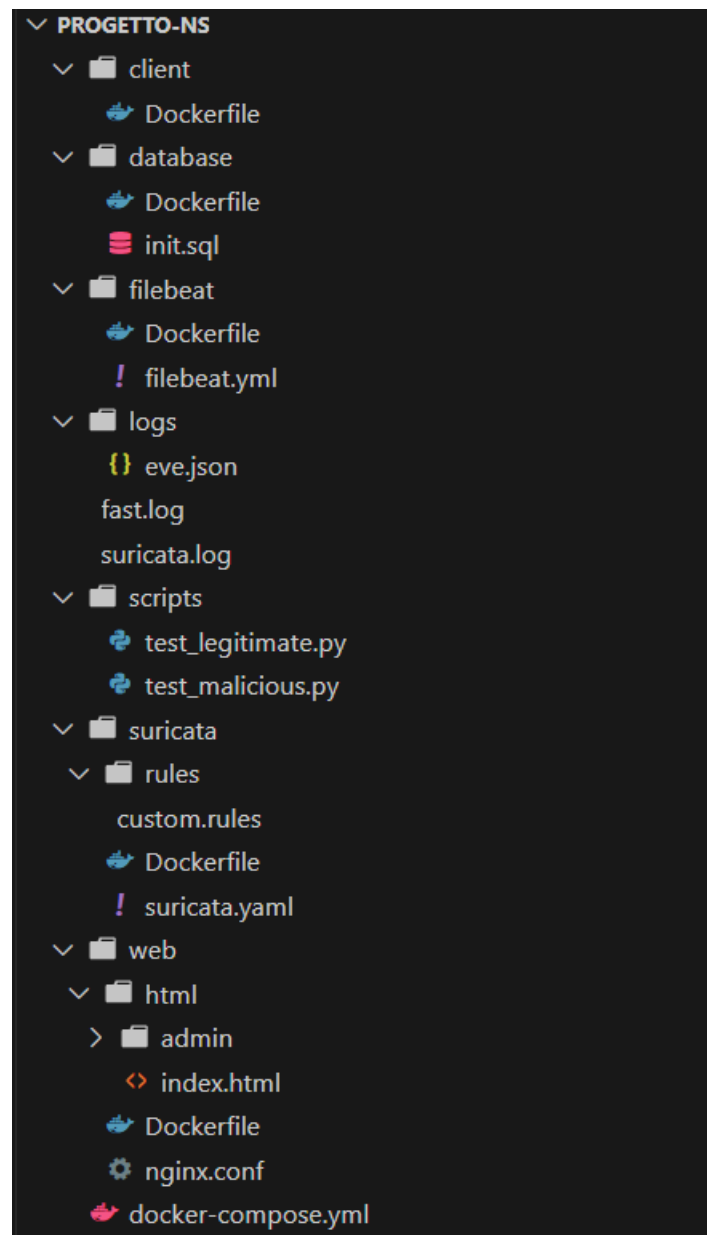 PROGETTO-NS
client
Dockerfile
database
Dockerfile
init.sql
filebeat
Dockerfile
! filebeat.yml
logs
{} eve.json
fast.log
suricata.log
scripts
test_legitimate.py
test_malicious.py
suricata
rules
custom.rules
Dockerfile
! suricata.yaml
web
html
admin
<> index.html
Dockerfile
nginx.conf
docker-compose.yml